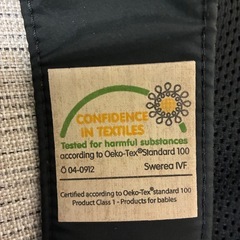 CONFIDENCE
IN TEXTILES
Tested for harmful substances
according to Oeko-Tex®Standard 100
Ö 04-0912 Swerea IVF
Certified according to Oeko-Tex®standard 100
Product Class 1 - Products for babies